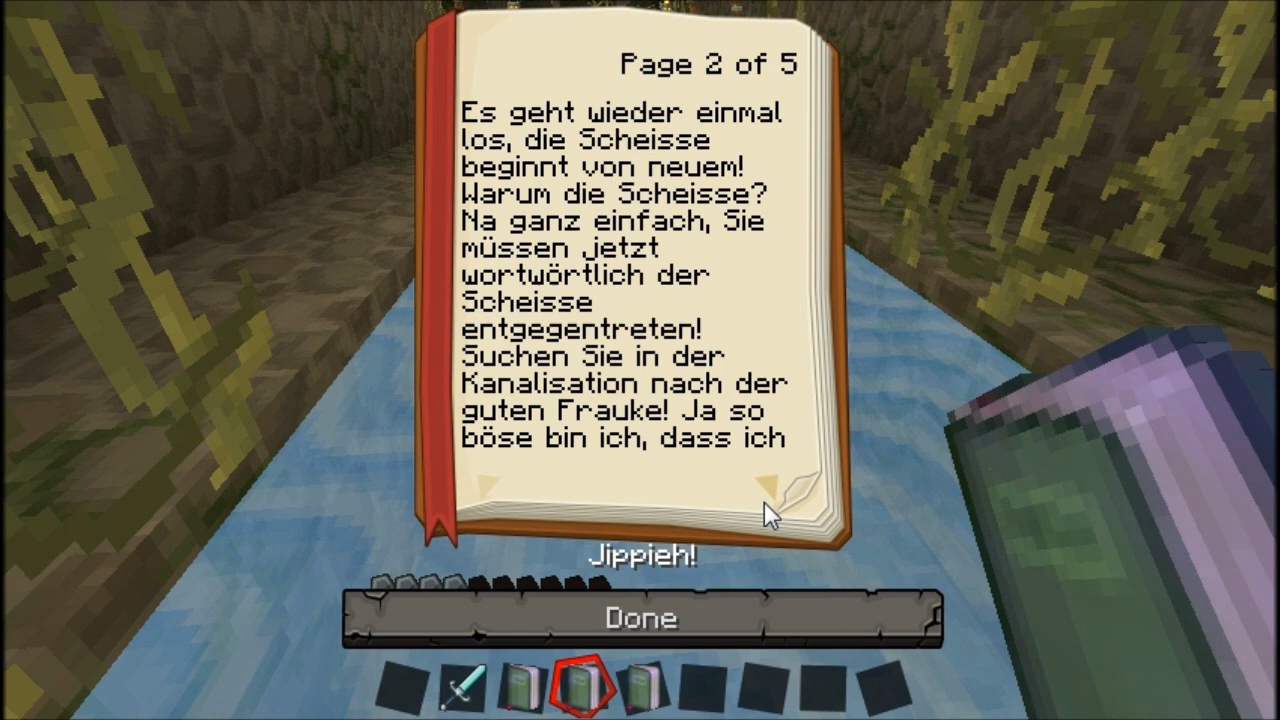 Page 2 of 5
Es geht wieder einmal
los, die Scheisse
beginnt von neuem!
Warum die Scheisse?
Na ganz einfach, Sie
müssen jetzt
wortwörtlich der
Scheisse
entgegentreten!
Suchen Sie in der
Kanalisation nach der
guten Frauke! Ja so
böse bin ich, dass ich
Jippieh!
Done